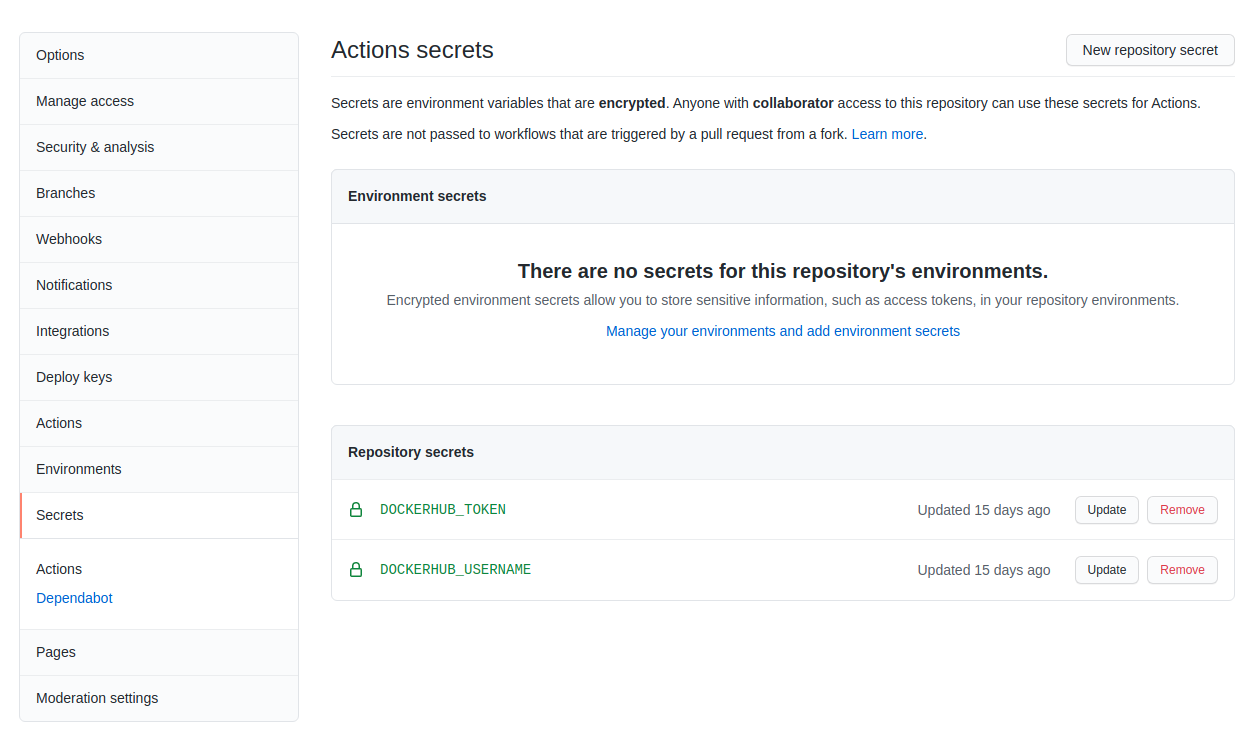 Options
Manage access
Security & analysis
Branches
Webhooks
Notifications
Integrations
Deploy keys
Actions
Environments
Secrets
Actions
Dependabot
Pages
Moderation settings
Actions secrets
New repository secret
Secrets are environment variables that are encrypted. Anyone with collaborator access to this repository can use these secrets for Actions.
Secrets are not passed to workflows that are triggered by a pull request from a fork. Learn more.
Environment secrets
There are no secrets for this repository's environments.
Encrypted environment secrets allow you to store sensitive information, such as access tokens, in your repository environments.
Manage your environments and add environment secrets
Repository secrets
DOCKERHUB_TOKEN Updated 15 days ago Update Remove
DOCKERHUB_USERNAME Updated 15 days ago Update Remove